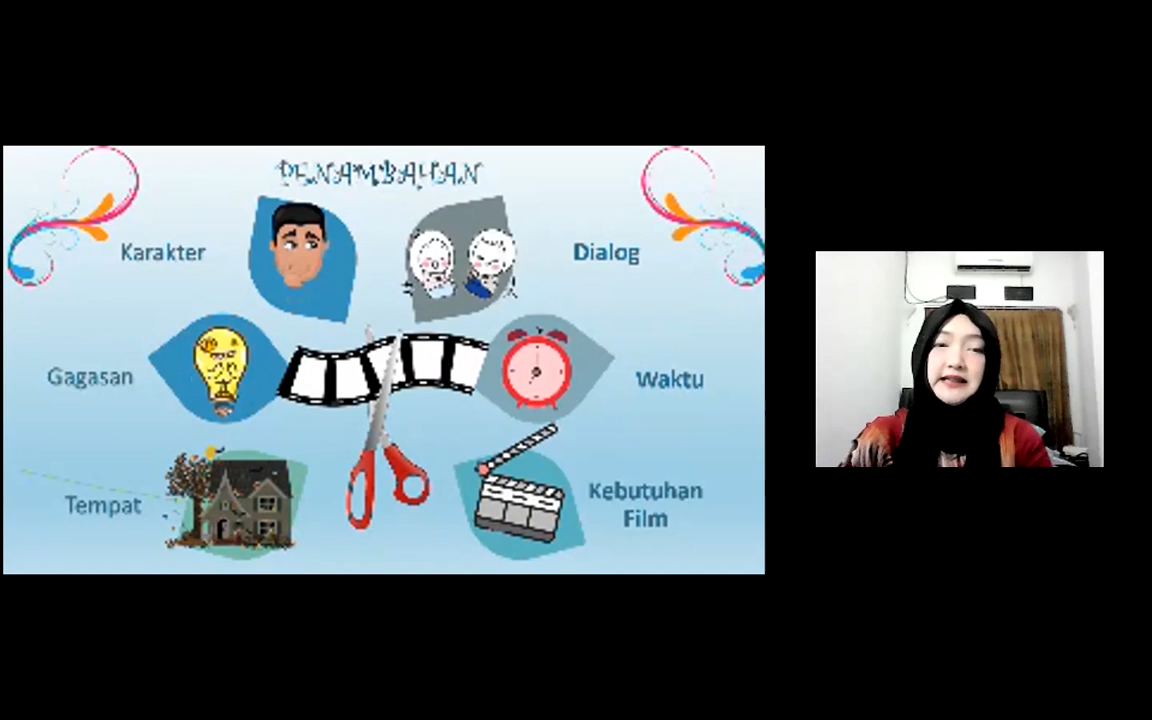 PENAMBAHAN
Karakter
Dialog
Gagasan
Waktu
Tempat
Kebutuhan
Film